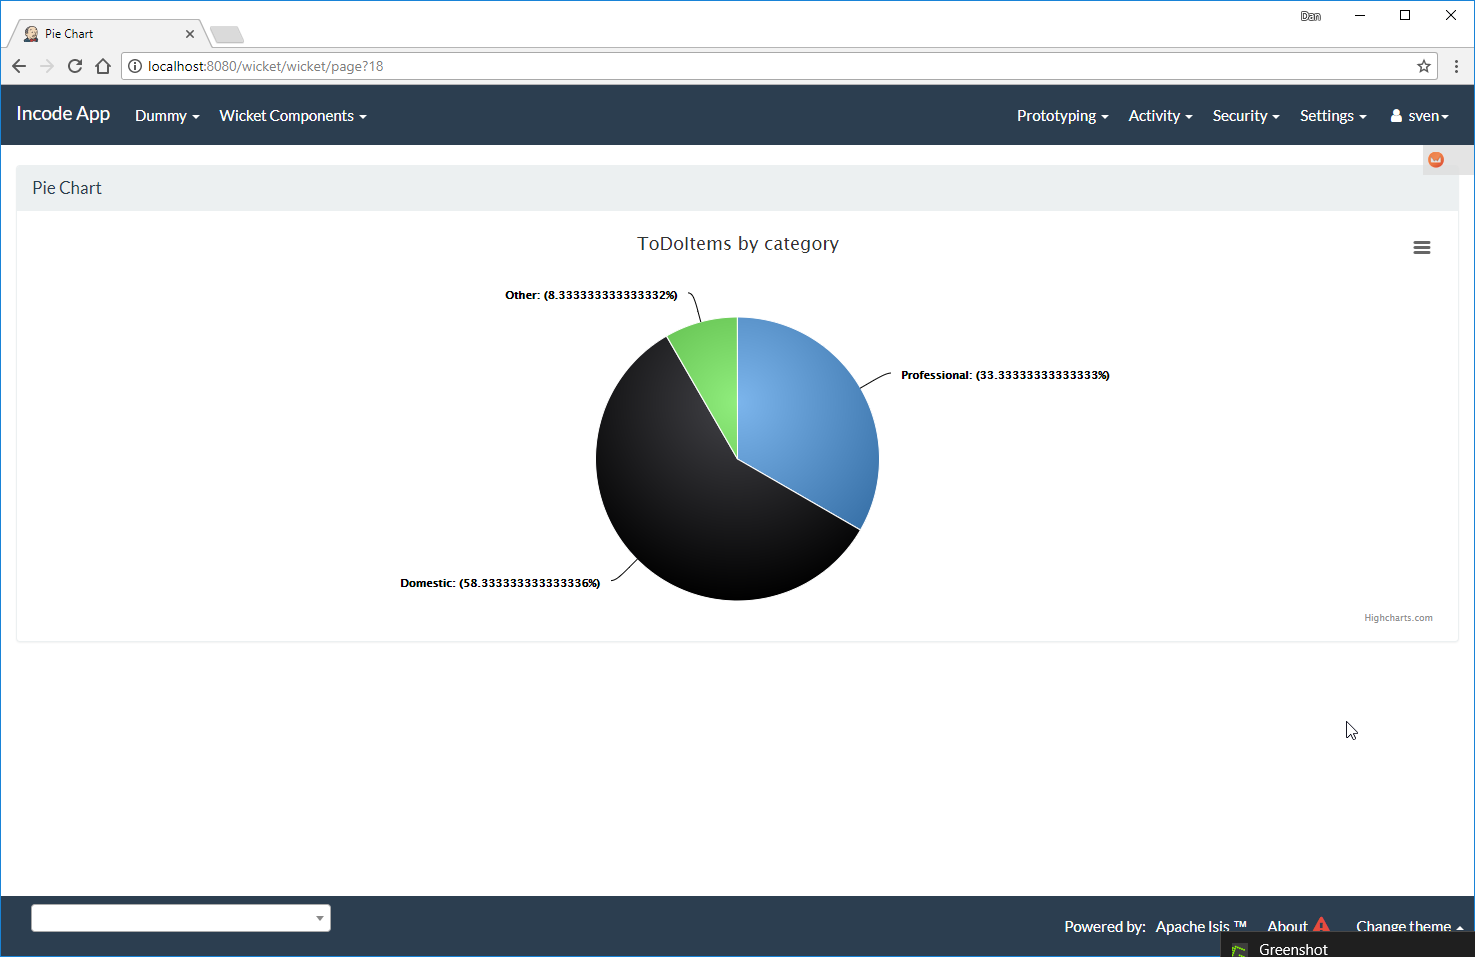 Dan
Pie Chart
localhost:8080/wicket/wicket/page?18
Incode App Dummy Wicket Components Prototyping Activity Security Settings sven
Pie Chart
ToDoItems by category
Other: (8.333333333333332%)
Professional: (33.33333333333333%)
Domestic: (58.333333333333336%)
Highcharts.com
Powered by: Apache Isis ™ About Change theme
Greenshot